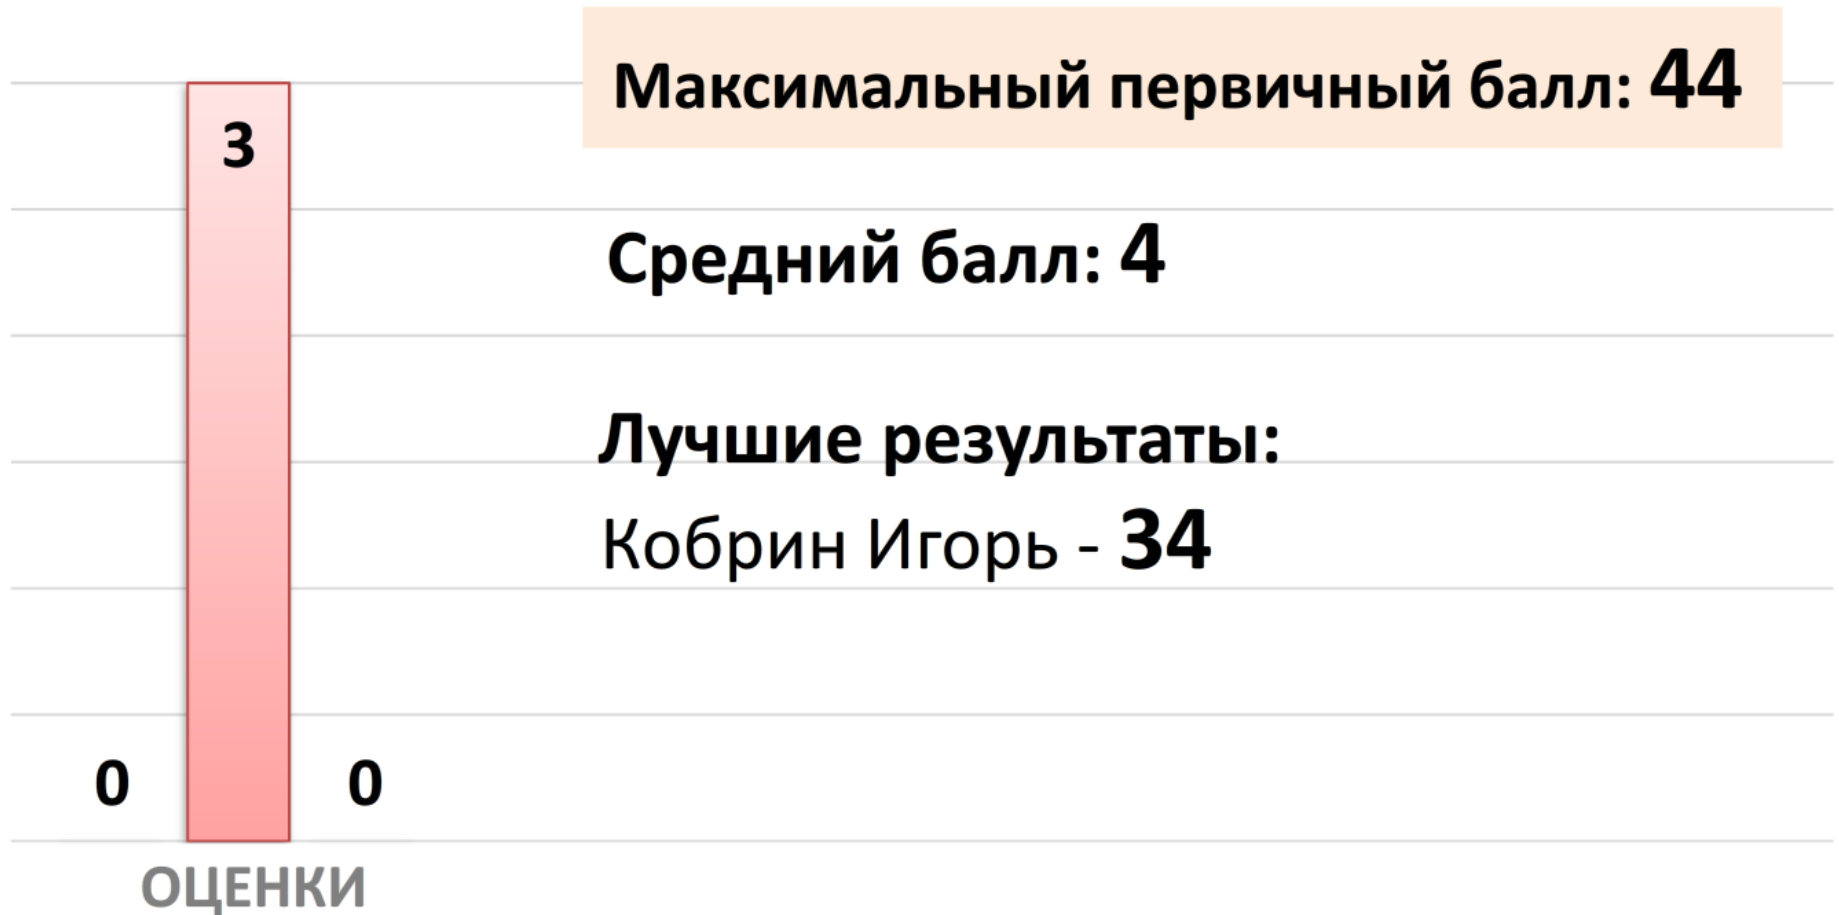 Максимальный первичный балл: 44
3
Средний балл: 4
Лучшие результаты:
Кобрин Игорь - 34
0
0
ОЦЕНКИ